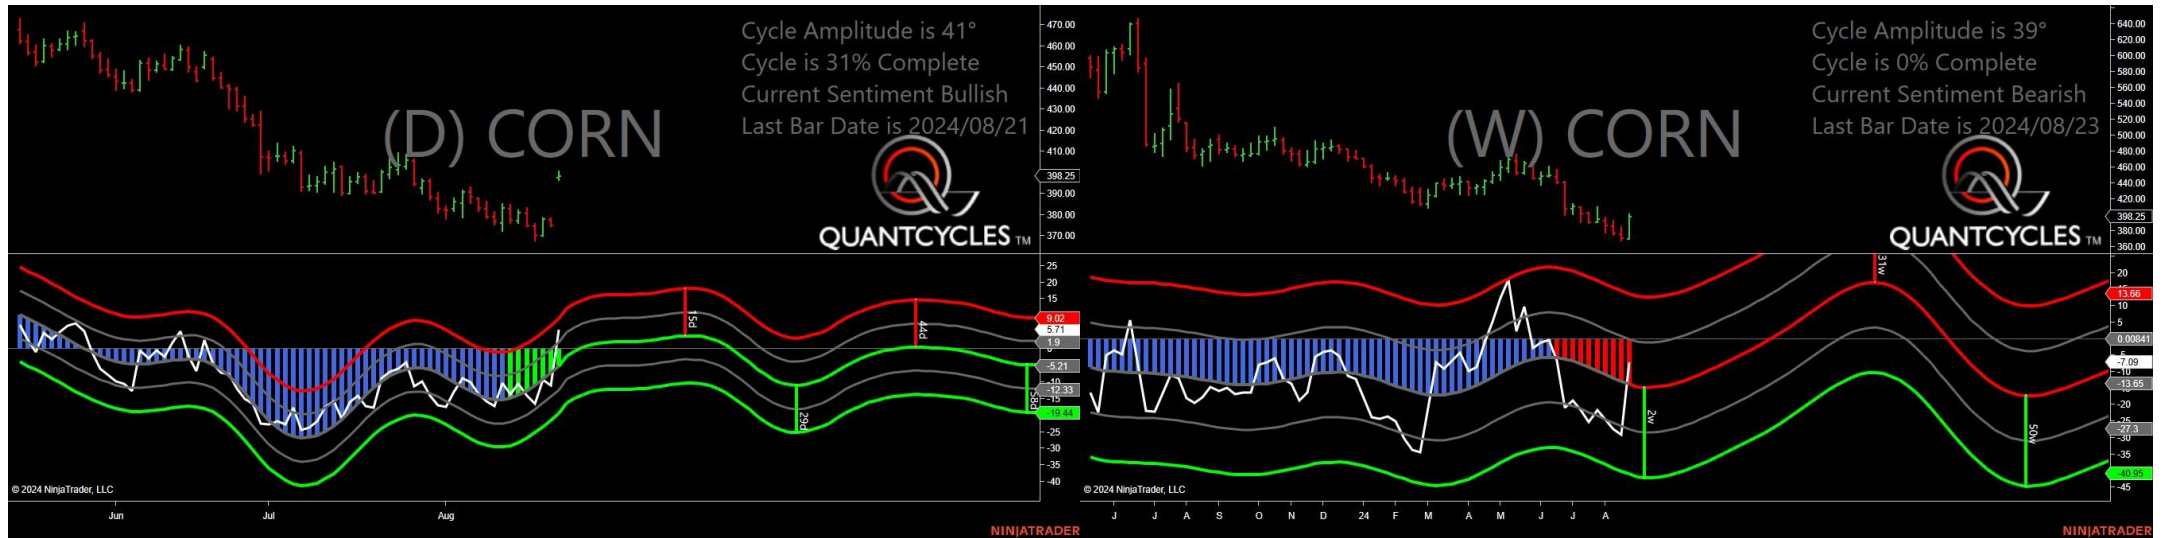 Cycle Amplitude is 41°
Cycle is 31% Complete
Current Sentiment Bullish
Last Bar Date is 2024/08/21
(D) CORN
QUANTCYCLES TM
470.00
460.00
450.00
440.00
430.00
420.00
410.00
398.25
390.00
380.00
370.00
25
20
15
9.02
5.71
1.9
0
-5.21
-10
-12.33
-15
-19.44
-25
-30
-35
-40
15d
29d
44d
58d
© 2024 NinjaTrader, LLC
Jun
Jul
Aug
NINJATRADER
Cycle Amplitude is 39°
Cycle is 0% Complete
Current Sentiment Bearish
Last Bar Date is 2024/08/23
(W) CORN
QUANTCYCLES TM
640.00
620.00
600.00
580.00
560.00
540.00
520.00
500.00
480.00
460.00
440.00
420.00
398.25
380.00
360.00
20
13.66
10
5
0.00841
-7.09
-10
-13.65
-20
-27.3
-30
-35
-40.95
-45
2w
31w
50w
© 2024 NinjaTrader, LLC
J J A S O N D 24 F M A M J J A
NINJATRADER